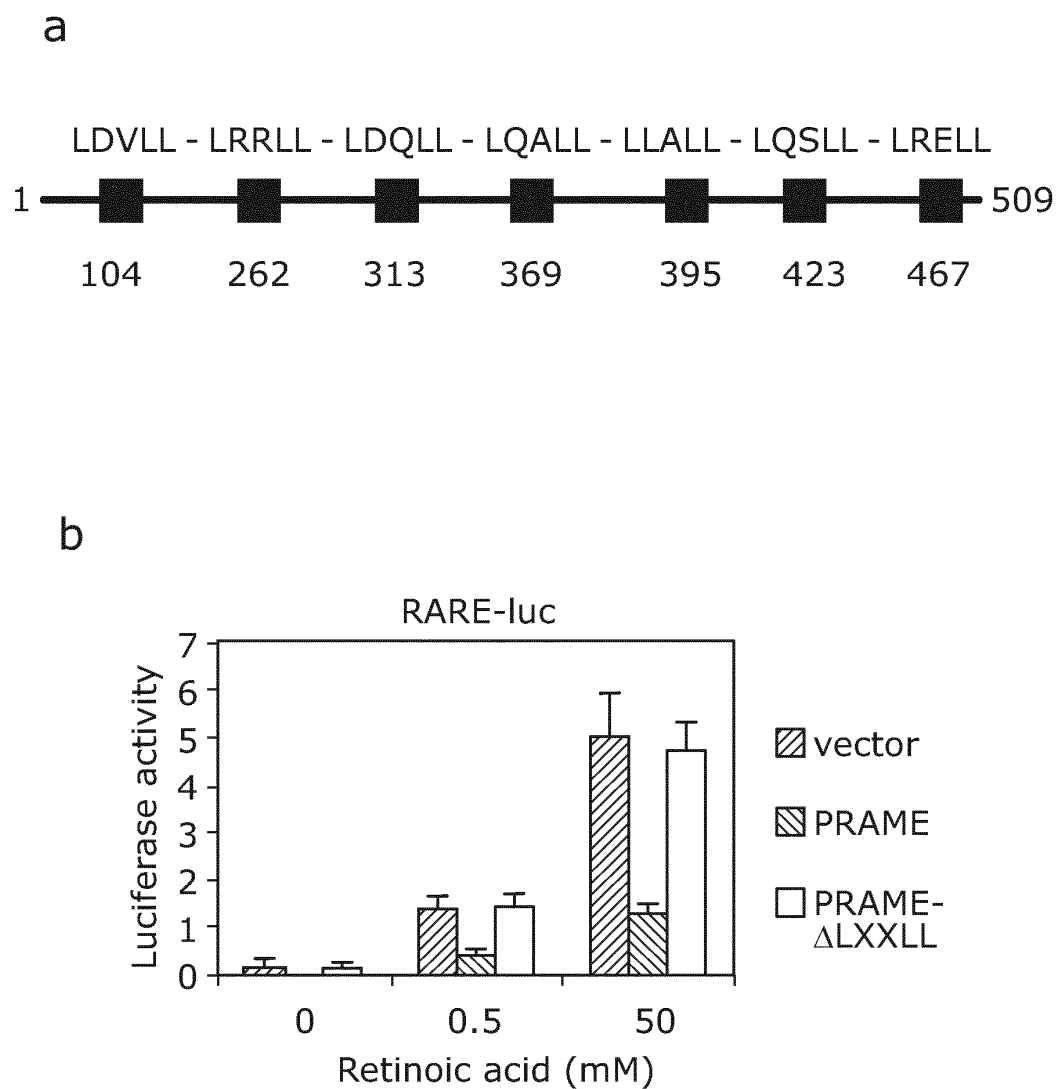 a
LDVLL - LRRLL - LDQLL - LQALL - LLALL - LQSLL - LRELL
1 509
104 262 313 369 395 423 467
b
RARE-luc
Luciferase activity
7
6
5
4
3
2
1
0
0 0.5 50
Retinoic acid (mM)
vector
PRAME
PRAME-
ΔLXXLL